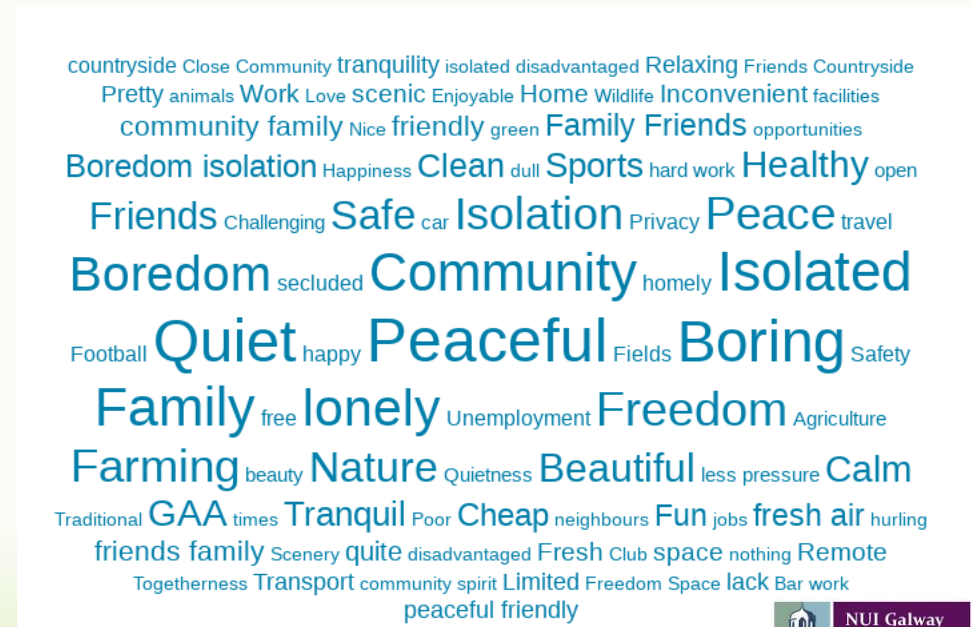 countryside Close Community tranquility isolated disadvantaged Relaxing Friends Countryside
Pretty animals Work Love scenic Enjoyable Home Wildlife Inconvenient facilities
community family Nice friendly green Family Friends opportunities
Boredom isolation Happiness Clean dull Sports hard work Healthy open
Friends Challenging Safe car Isolation Privacy Peace travel
Boredom secluded Community homely Isolated
Football Quiet happy Peaceful Fields Boring Safety
Family free lonely Unemployment Freedom Agriculture
Farming beauty Nature Quietness Beautiful less pressure Calm
Traditional GAA times Tranquil Poor Cheap neighbours Fun jobs fresh air hurling
friends family Scenery quite disadvantaged Fresh Club space nothing Remote
Togetherness Transport community spirit Limited Freedom Space lack Bar work
peaceful friendly
NUI Galway